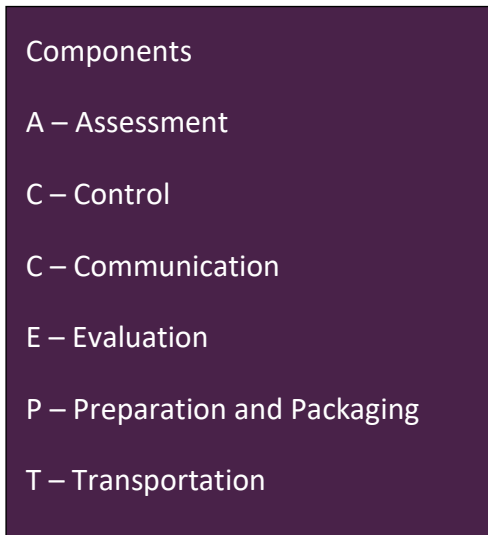 Components
A – Assessment
C – Control
C – Communication
E – Evaluation
P – Preparation and Packaging
T – Transportation